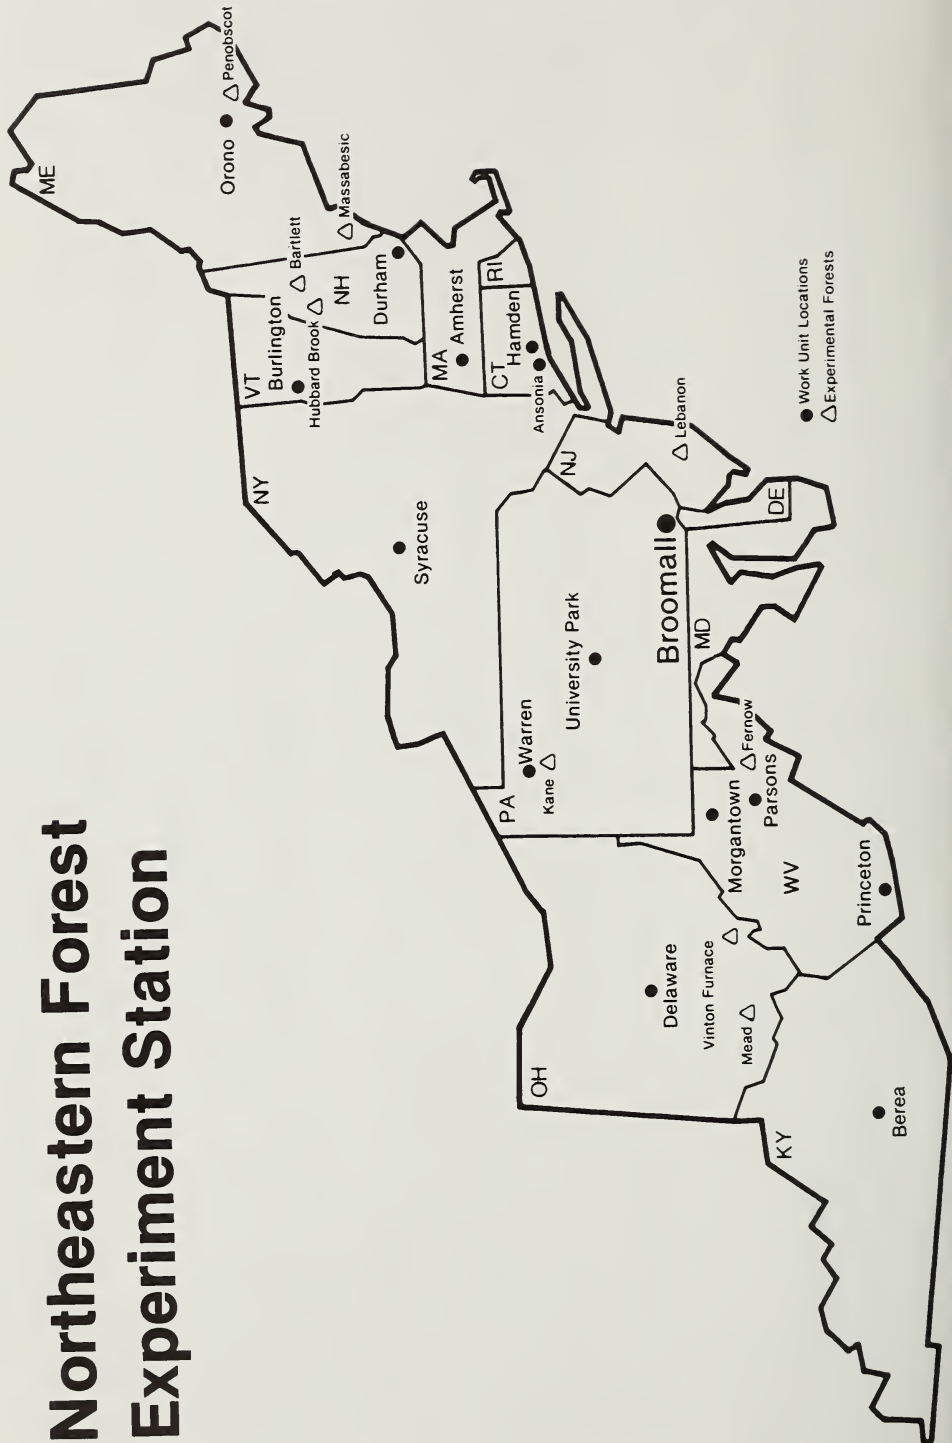 Northeastern Forest
Experiment Station
ME
Orono
Penobscot
Massabesic
Bartlett
NH
Durham
VT
Burlington
Hubbard Brook
MA
Amherst
RI
CT
Hamden
Ansonia
NY
Syracuse
NJ
Lebanon
DE
PA
Warren
Kane
University Park
Broomall
MD
Fernow
Morgantown
Parsons
WV
Princeton
OH
Delaware
Vinton Furnace
Mead
KY
Berea
Work Unit Locations
Experimental Forests